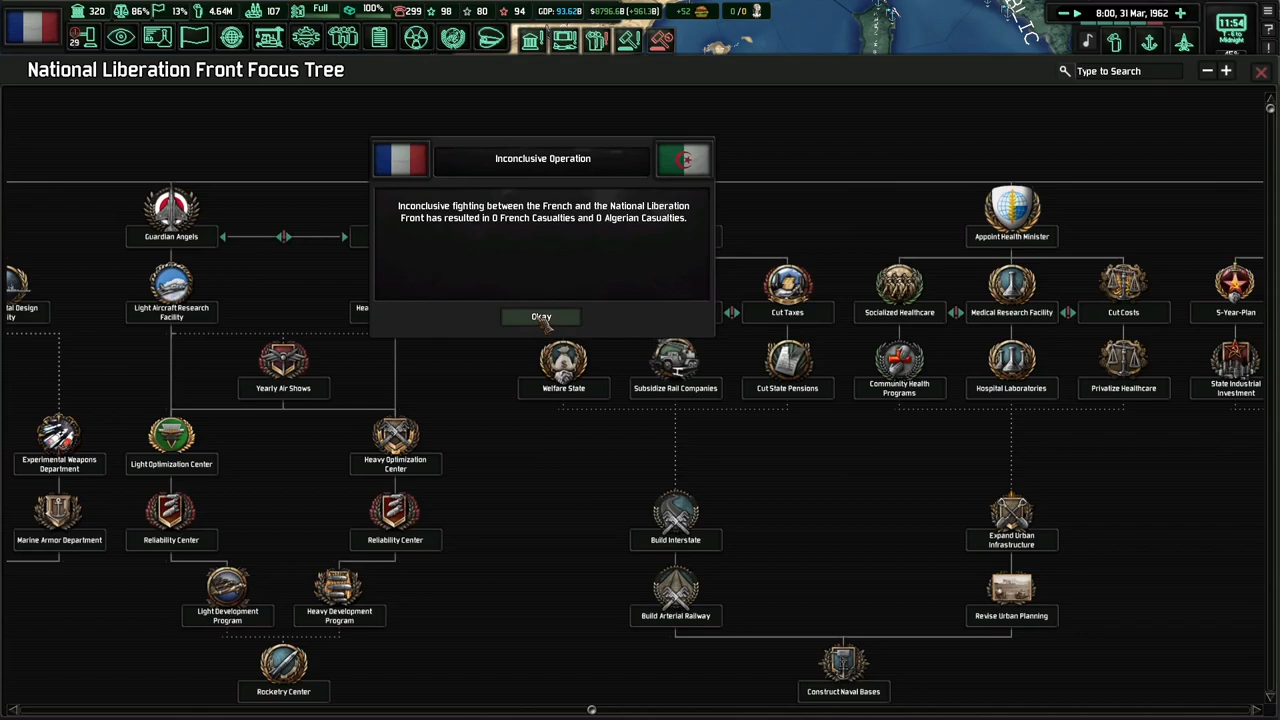 320
86%
13%
4.64M
107
Full
100%
299
98
80
94
GDP: 93.62B
$8796.6B (+961.3B)
+52
0/0
8:00, 31 Mar, 1962
29
11:54
National Liberation Front Focus Tree
Type to Search
Inconclusive Operation
Inconclusive fighting between the French and the National Liberation
Front has resulted in 0 French Casualties and 0 Algerian Casualties.
Okay
Guardian Angels
Appoint Health Minister
Light Aircraft Research
Facility
Cut Taxes
Socialized Healthcare
Medical Research Facility
Cut Costs
5-Year-Plan
Yearly Air Shows
Welfare State
Subsidize Rail Companies
Cut State Pensions
Community Health
Programs
Hospital Laboratories
Privatize Healthcare
State Industrial
Investment
Experimental Weapons
Department
Light Optimization Center
Heavy Optimization
Center
Marine Armor Department
Reliability Center
Reliability Center
Build Interstate
Expand Urban
Infrastructure
Light Development
Program
Heavy Development
Program
Build Arterial Railway
Revise Urban Planning
Rocketry Center
Construct Naval Bases